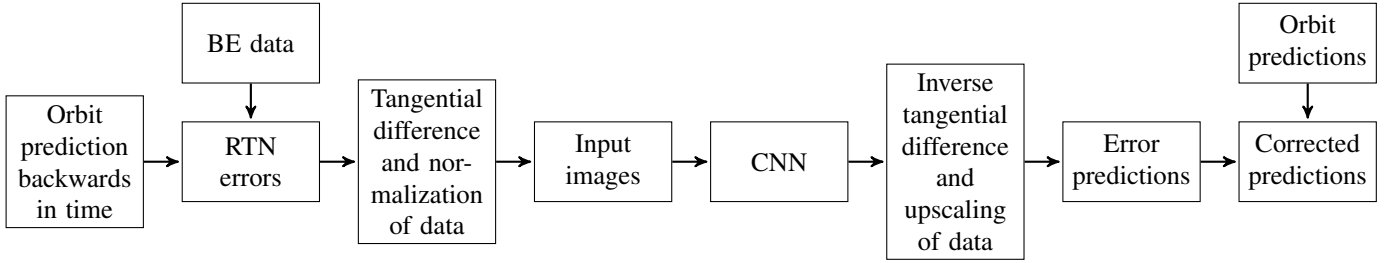 Orbit
prediction
backwards
in time
BE data
RTN
errors
Tangential
difference
and nor-
malization
of data
Input
images
CNN
Inverse
tangential
difference
and
upscaling
of data
Error
predictions
Orbit
predictions
Corrected
predictions